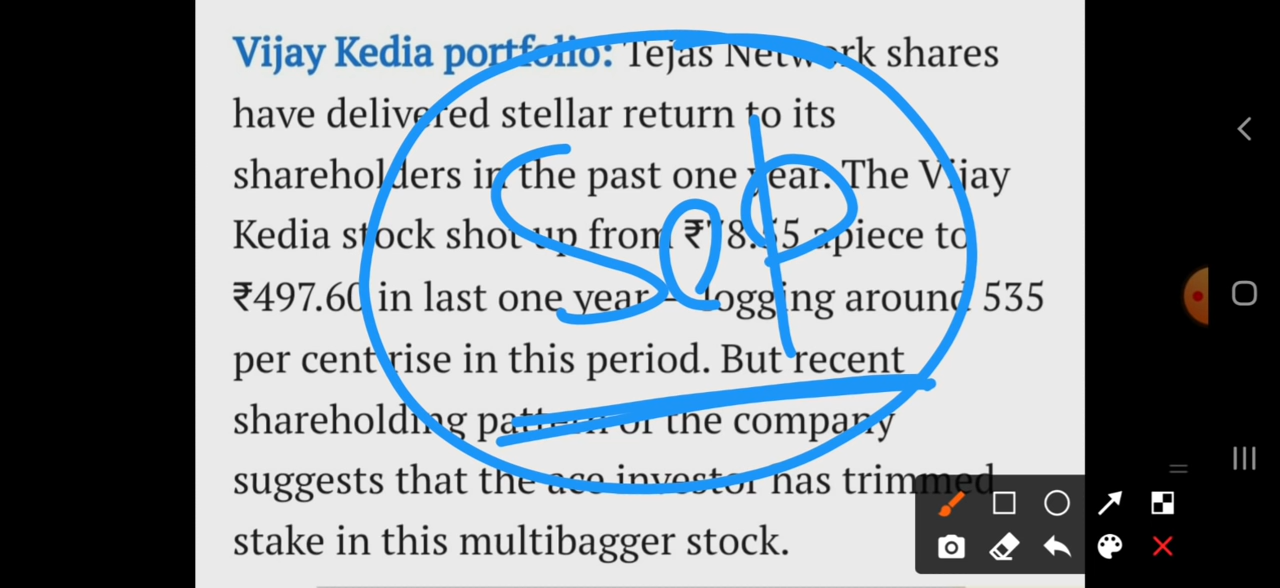 Vijay Kedia portfolio: Tejas Network shares
have delivered stellar return to its
shareholders in the past one year. The Vijay
Kedia stock shot up from ₹78.55 apiece to
₹497.60 in last one year — logging around 535
per cent rise in this period. But recent
shareholding pattern of the company
suggests that the ace investor has trimmed
stake in this multibagger stock.
Sep